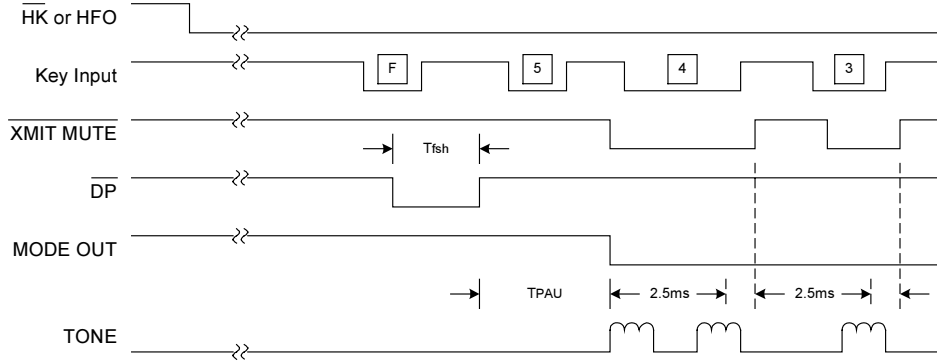 HK or HFO
Key Input
F
5
4
3
XMIT MUTE
Tfsh
DP
MODE OUT
TPAU
2.5ms
2.5ms
TONE